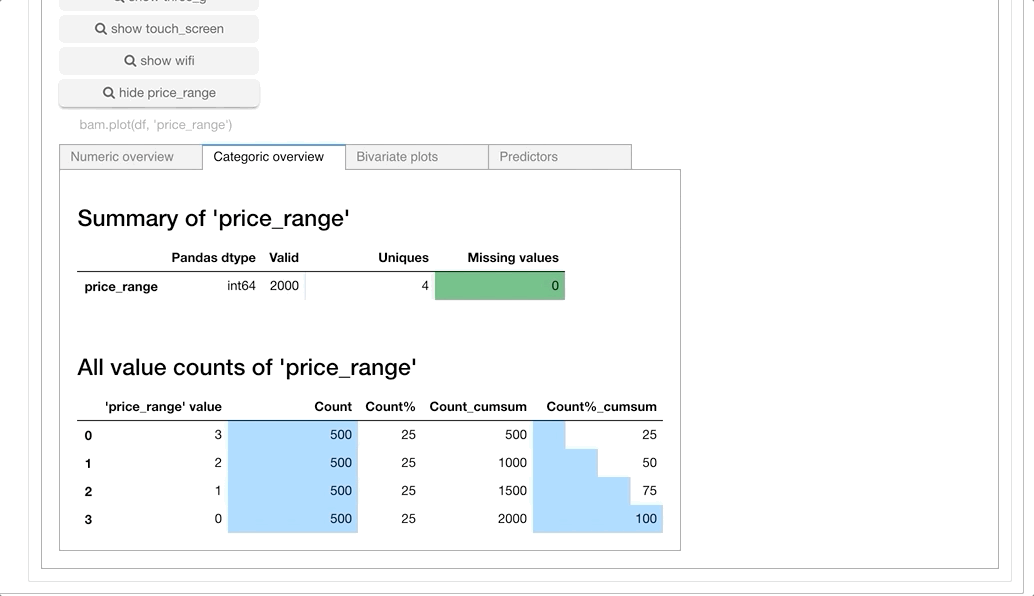 show three_g
show touch_screen
show wifi
hide price_range
bam.plot(df, 'price_range')
Numeric overview Categoric overview Bivariate plots Predictors
Summary of 'price_range'
Pandas dtype Valid Uniques Missing values
price_range int64 2000 4 0
All value counts of 'price_range'
'price_range' value Count Count% Count_cumsum Count%_cumsum
0 3 500 25 500 25
1 2 500 25 1000 50
2 1 500 25 1500 75
3 0 500 25 2000 100